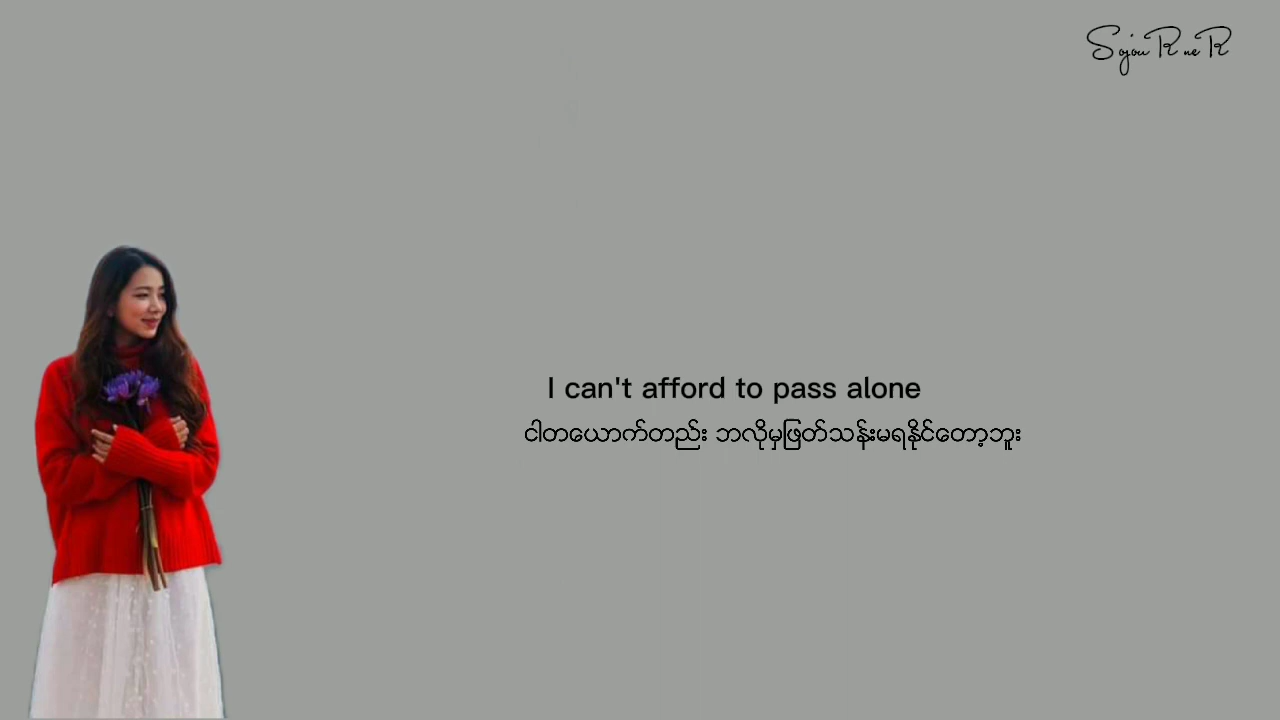 SojouRneR
I can't afford to pass alone
ငါတယောက်တည်း ဘလိုမှဖြတ်သန်းမရနိုင်တော့ဘူး